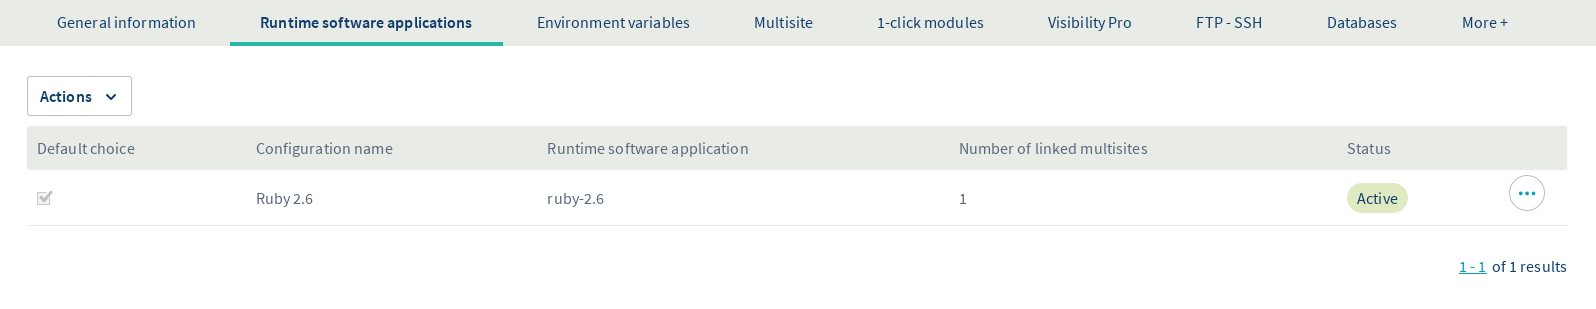 General information Runtime software applications Environment variables Multisite 1-click modules Visibility Pro FTP - SSH Databases More +
Actions
Default choice Configuration name Runtime software application Number of linked multisites Status
Ruby 2.6 ruby-2.6 1 Active
1 - 1 of 1 results